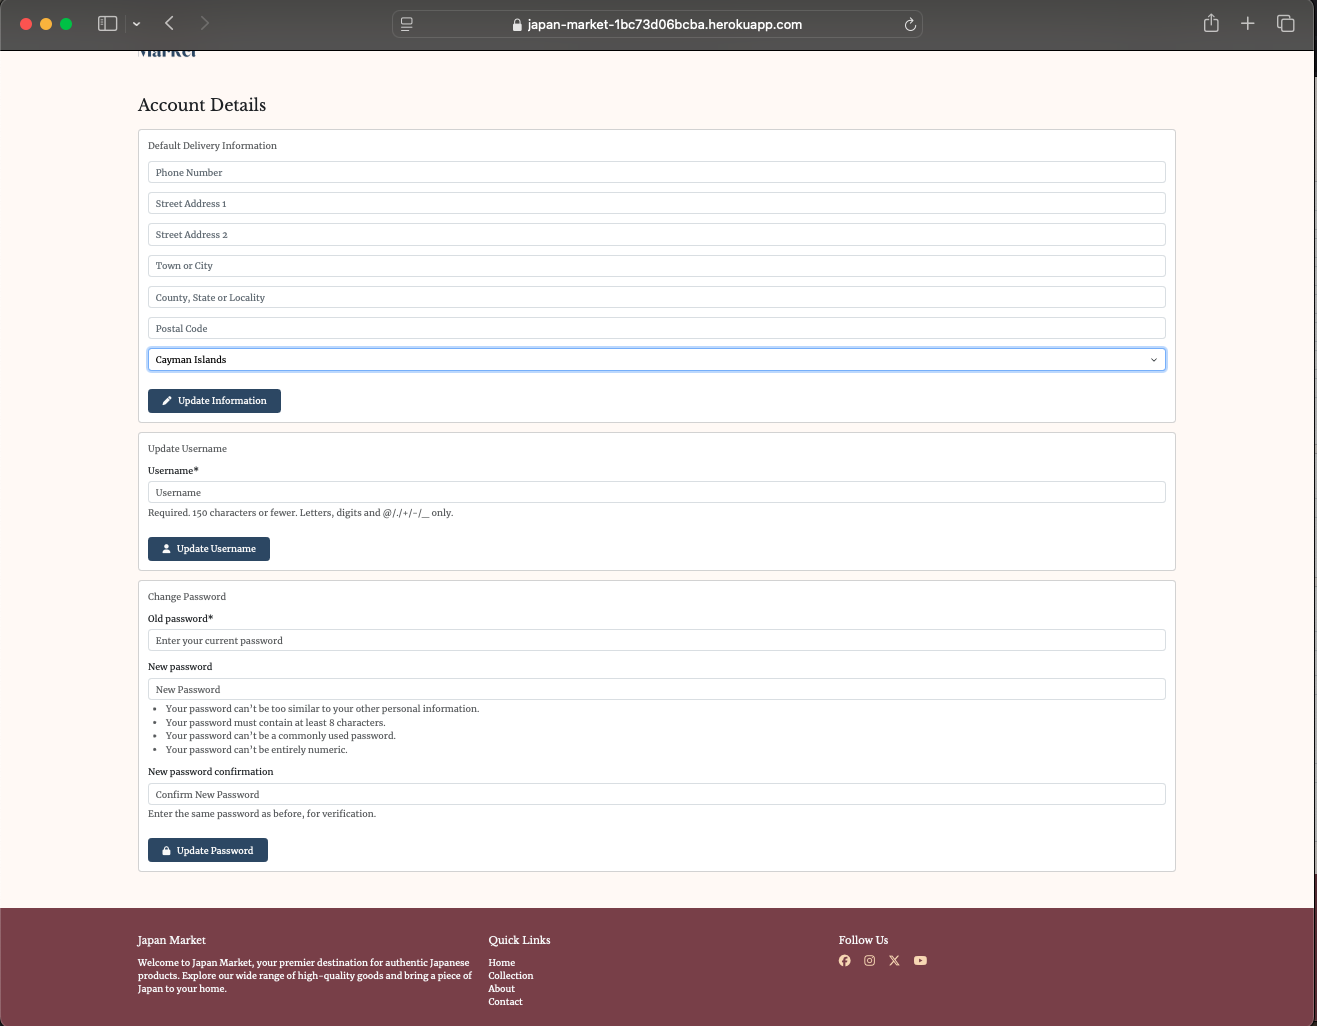 japan-market-1bc73d06bcba.herokuapp.com
Market
Account Details
Default Delivery Information
Phone Number
Street Address 1
Street Address 2
Town or City
County, State or Locality
Postal Code
Cayman Islands
Update Information
Update Username
Username*
Username
Required. 150 characters or fewer. Letters, digits and @/./+/-/_ only.
Update Username
Change Password
Old password*
Enter your current password
New password
New Password
Your password can't be too similar to your other personal information.
Your password must contain at least 8 characters.
Your password can't be a commonly used password.
Your password can't be entirely numeric.
New password confirmation
Confirm New Password
Enter the same password as before, for verification.
Update Password
Japan Market
Welcome to Japan Market, your premier destination for authentic Japanese
products. Explore our wide range of high-quality goods and bring a piece of
Japan to your home.
Quick Links
Home
Collection
About
Contact
Follow Us